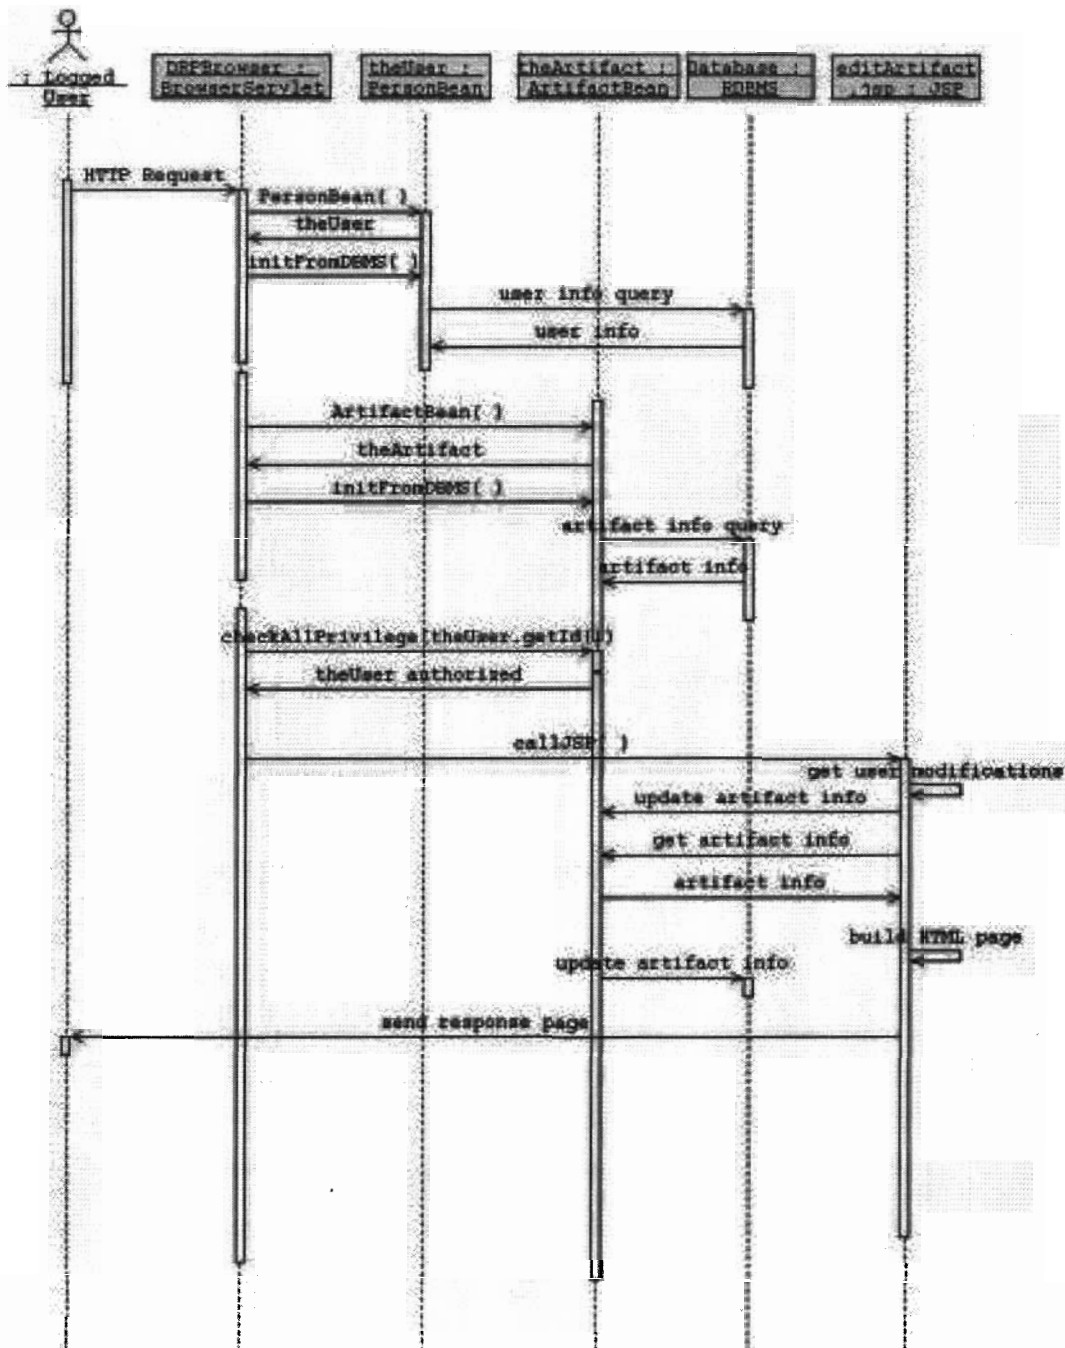 : Logged
User
DRPBrowser :
BrowserServlet
theUser :
PersonBean
theArtifact :
ArtifactBean
Database :
RDBMS
editArtifact
.jsp : JSP
HTTP Request
PersonBean( )
theUser
initFromDBMS( )
user info query
user info
ArtifactBean( )
theArtifact
initFromDBMS( )
artifact info query
artifact info
checkAllPrivilege(theUser.getId())
theUser authorized
callJSP( )
get user modifications
update artifact info
get artifact info
artifact info
build HTML page
update artifact info
send response page